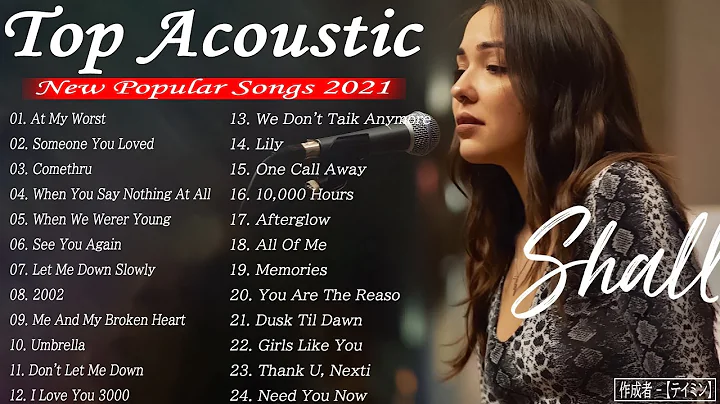 Top Acoustic
New Popular Songs 2021
01. At My Worst
02. Someone You Loved
03. Comethru
04. When You Say Nothing At All
05. When We Werer Young
06. See You Again
07. Let Me Down Slowly
08. 2002
09. Me And My Broken Heart
10. Umbrella
11. Don't Let Me Down
12. I Love You 3000
13. We Don't Taik Anymore
14. Lily
15. One Call Away
16. 10,000 Hours
17. Afterglow
18. All Of Me
19. Memories
20. You Are The Reaso
21. Dusk Til Dawn
22. Girls Like You
23. Thank U, Nexti
24. Need You Now
Shall
作成者 -【テイミン】